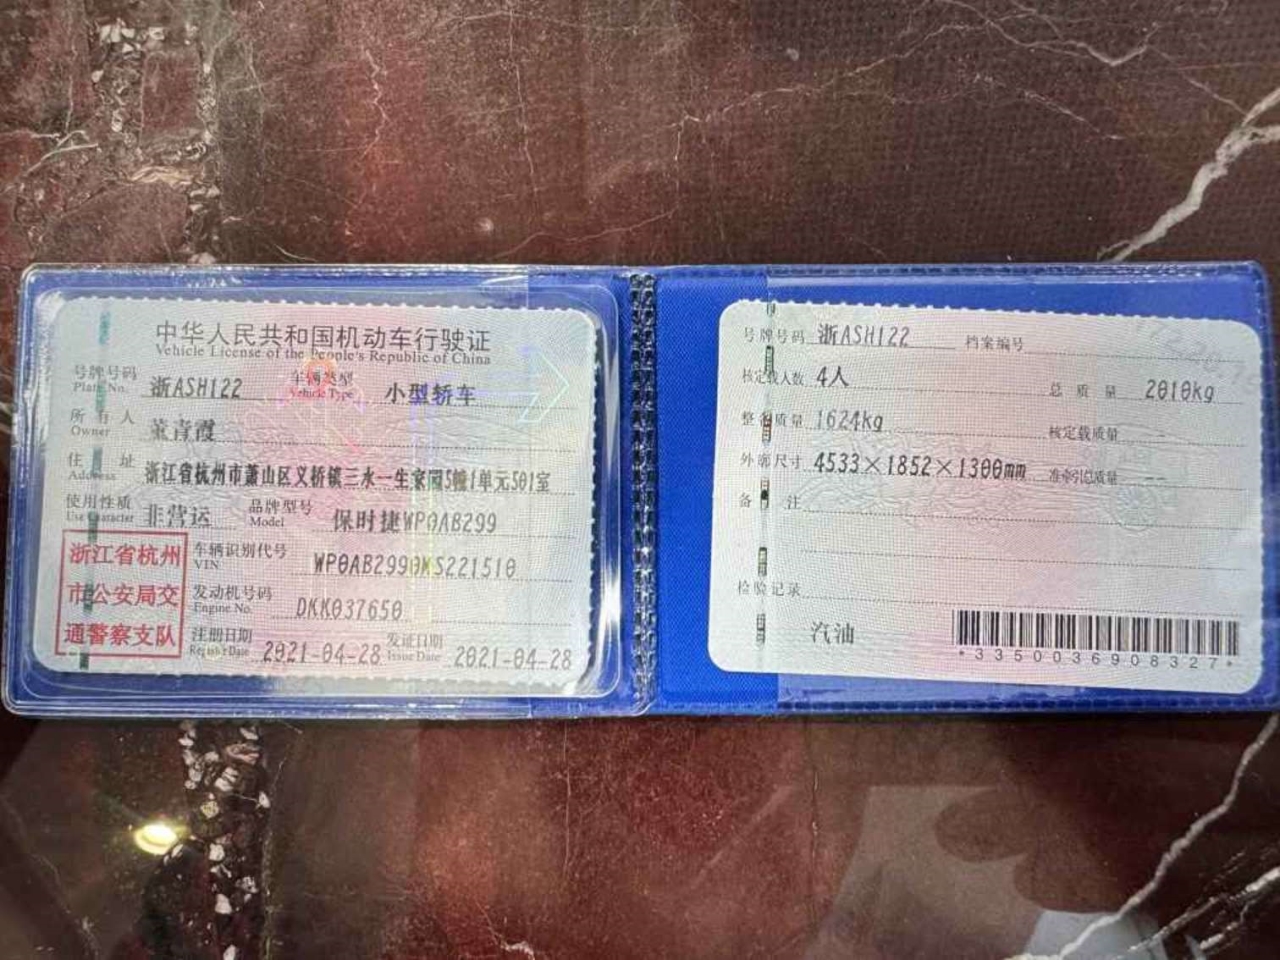 中华人民共和国机动车行驶证
Vehicle License of the People's Republic of China
号牌号码 浙ASH122 车辆类型 小型轿车
Plate No. Vehicle Type
所有人 董青霞
Owner
住址 浙江省杭州市萧山区义桥镇三水一生家园5幢1单元501室
Address
使用性质 非营运 品牌型号 保时捷WP0AB299
Use Character Model
浙江省杭州
市公安局交
通警察支队
车辆识别代号 WP0AB2990KS221510
VIN
发动机号码 DKK037650
Engine No.
注册日期 2021-04-28 发证日期 2021-04-28
Register Date Issue Date
号牌号码 浙ASH122 档案编号
核定载人数 4人 总质量 2010kg
整备质量 1624kg 核定载质量 --
外廓尺寸 4533×1852×1300mm 准牵引总质量 --
备注
检验记录
汽油
*3350036908327*